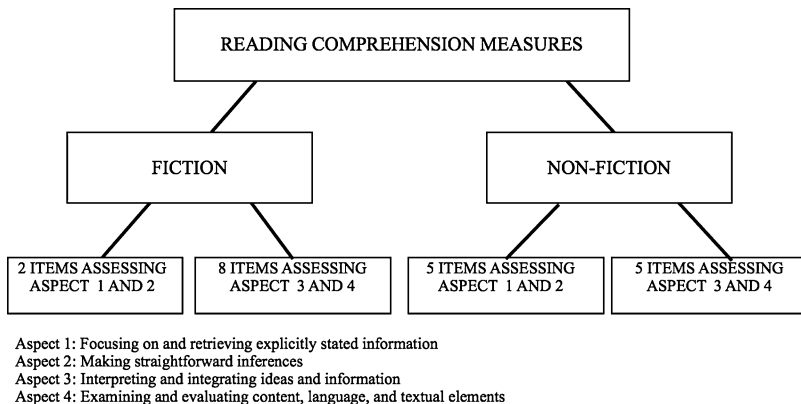 READING COMPREHENSION MEASURES
FICTION
NON-FICTION
2 ITEMS ASSESSING
ASPECT 1 AND 2
8 ITEMS ASSESSING
ASPECT 3 AND 4
5 ITEMS ASSESSING
ASPECT 1 AND 2
5 ITEMS ASSESSING
ASPECT 3 AND 4
Aspect 1: Focusing on and retrieving explicitly stated information
Aspect 2: Making straightforward inferences
Aspect 3: Interpreting and integrating ideas and information
Aspect 4: Examining and evaluating content, language, and textual elements